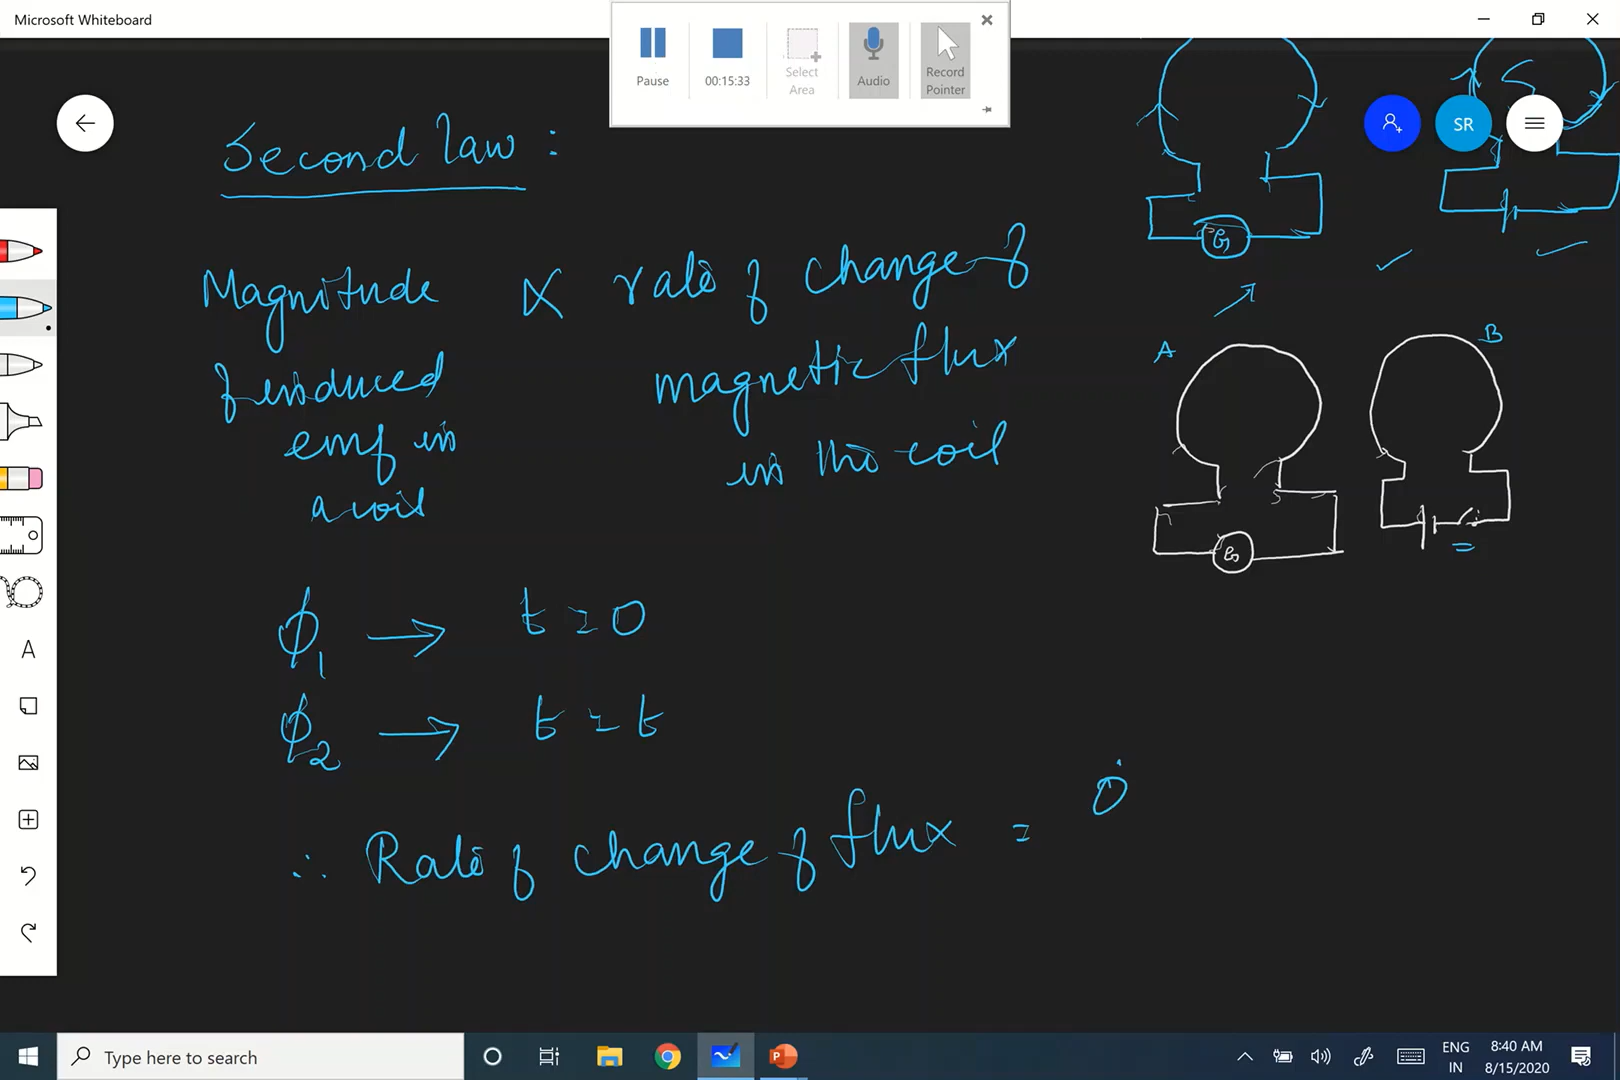 Microsoft Whiteboard
Pause
00:15:33
Select
Area
Audio
Record
Pointer
SR
Second law :
Magnitude ∝ rate of change of
of induced magnetic flux
emf in in the coil
a coil
A
B
G
G
ϕ₁ → t = 0
ϕ₂ → t = t
∴ Rate of change of flux =
A
Type here to search
ENG
IN
8:40 AM
8/15/2020